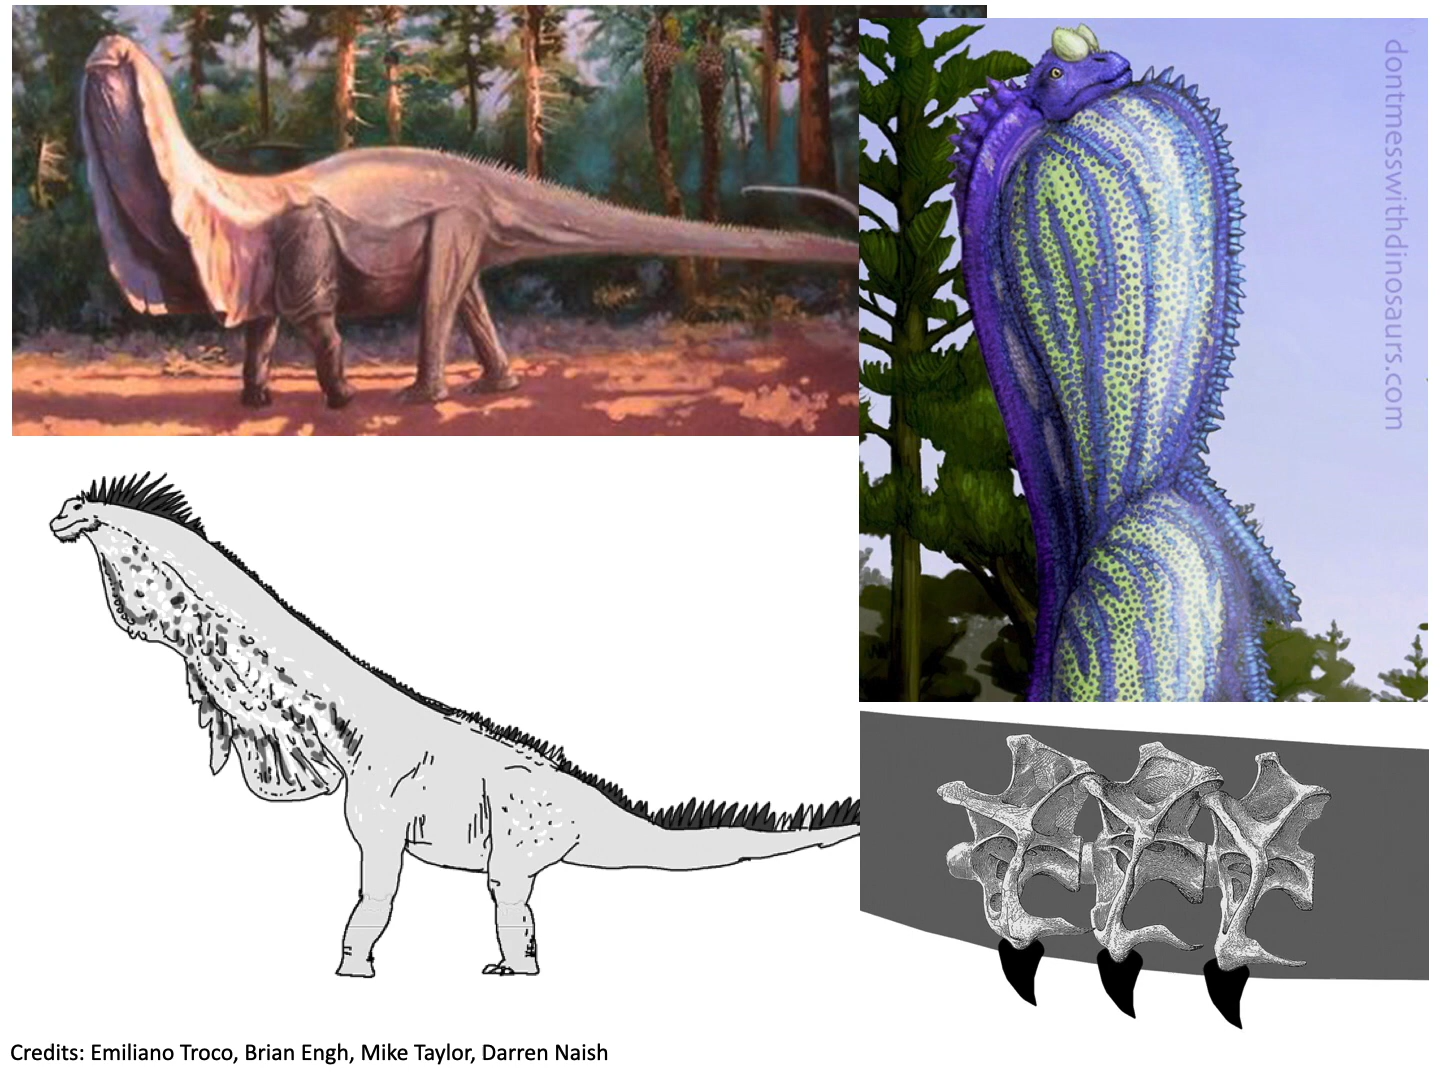 dontmesswithdinosaurs.com
Credits: Emiliano Troco, Brian Engh, Mike Taylor, Darren Naish